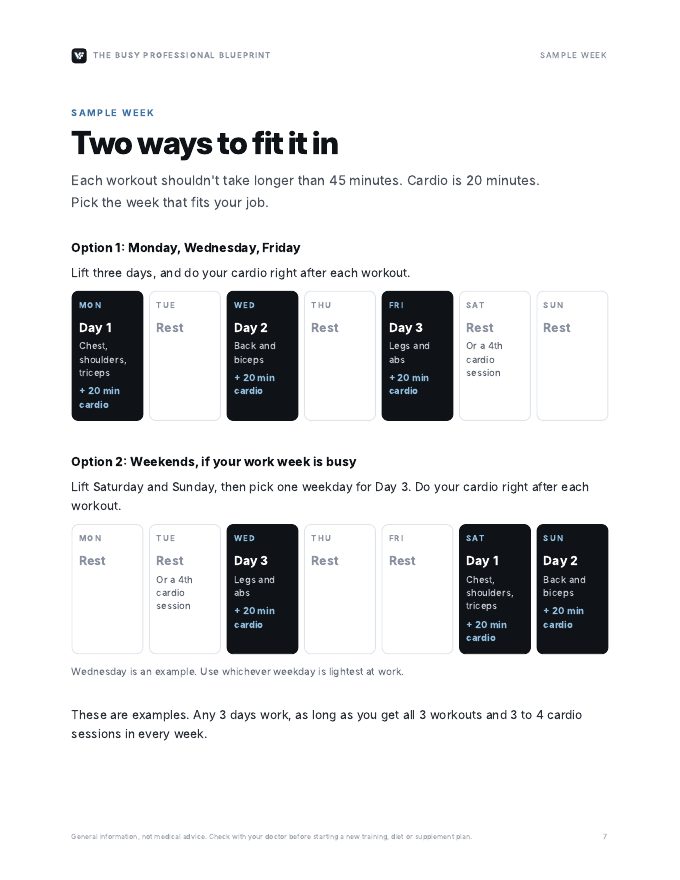 THE BUSY PROFESSIONAL BLUEPRINT
SAMPLE WEEK
SAMPLE WEEK
Two ways to fit it in
Each workout shouldn't take longer than 45 minutes. Cardio is 20 minutes.
Pick the week that fits your job.
Option 1: Monday, Wednesday, Friday
Lift three days, and do your cardio right after each workout.
MON
Day 1
Chest,
shoulders,
triceps
+ 20 min
cardio
TUE
Rest
WED
Day 2
Back and
biceps
+ 20 min
cardio
THU
Rest
FRI
Day 3
Legs and
abs
+ 20 min
cardio
SAT
Rest
Or a 4th
cardio
session
SUN
Rest
Option 2: Weekends, if your work week is busy
Lift Saturday and Sunday, then pick one weekday for Day 3. Do your cardio right after each
workout.
MON
Rest
TUE
Rest
Or a 4th
cardio
session
WED
Day 3
Legs and
abs
+ 20 min
cardio
THU
Rest
FRI
Rest
SAT
Day 1
Chest,
shoulders,
triceps
+ 20 min
cardio
SUN
Day 2
Back and
biceps
+ 20 min
cardio
Wednesday is an example. Use whichever weekday is lightest at work.
These are examples. Any 3 days work, as long as you get all 3 workouts and 3 to 4 cardio
sessions in every week.
General information, not medical advice. Check with your doctor before starting a new training, diet or supplement plan.
7